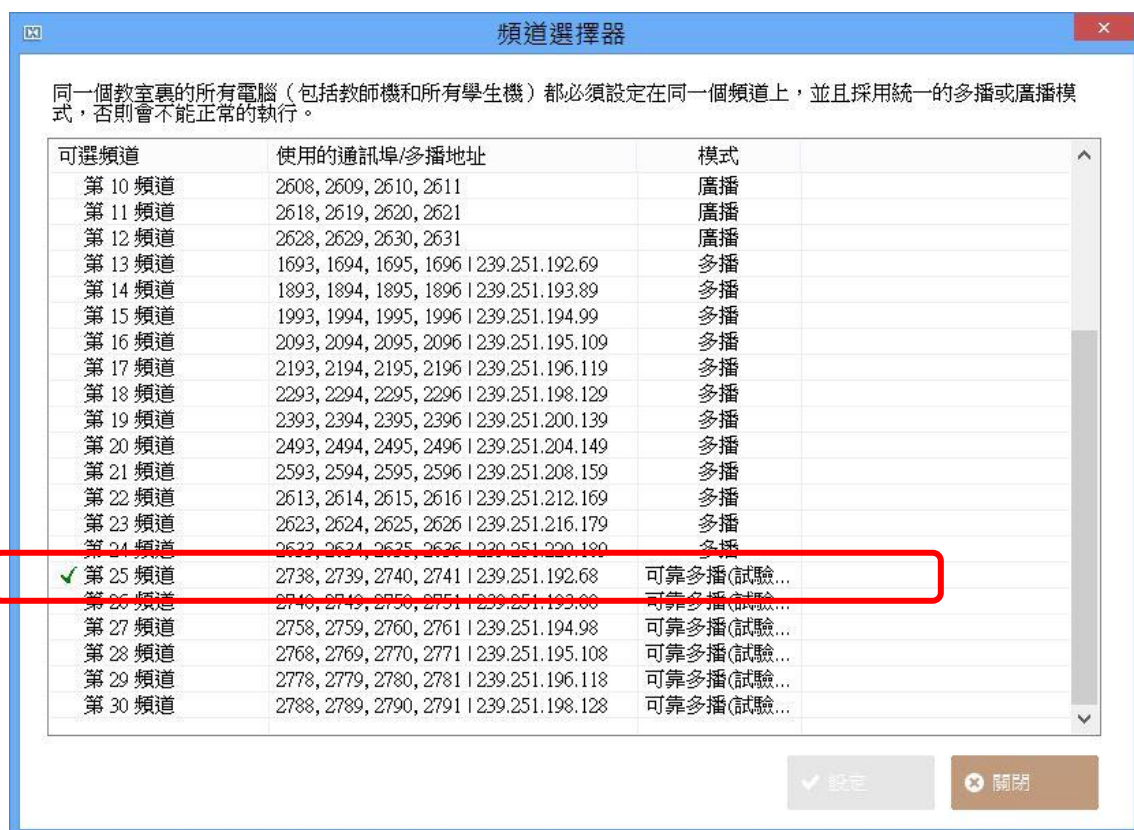 頻道選擇器
同一個教室裏的所有電腦（包括教師機和所有學生機）都必須設定在同一個頻道上，並且採用統一的多播或廣播模
式，否則會不能正常的執行。
可選頻道 使用的通訊埠/多播地址 模式
第 10 頻道 2608, 2609, 2610, 2611 廣播
第 11 頻道 2618, 2619, 2620, 2621 廣播
第 12 頻道 2628, 2629, 2630, 2631 廣播
第 13 頻道 1693, 1694, 1695, 1696 | 239.251.192.69 多播
第 14 頻道 1893, 1894, 1895, 1896 | 239.251.193.89 多播
第 15 頻道 1993, 1994, 1995, 1996 | 239.251.194.99 多播
第 16 頻道 2093, 2094, 2095, 2096 | 239.251.195.109 多播
第 17 頻道 2193, 2194, 2195, 2196 | 239.251.196.119 多播
第 18 頻道 2293, 2294, 2295, 2296 | 239.251.198.129 多播
第 19 頻道 2393, 2394, 2395, 2396 | 239.251.200.139 多播
第 20 頻道 2493, 2494, 2495, 2496 | 239.251.204.149 多播
第 21 頻道 2593, 2594, 2595, 2596 | 239.251.208.159 多播
第 22 頻道 2613, 2614, 2615, 2616 | 239.251.212.169 多播
第 23 頻道 2623, 2624, 2625, 2626 | 239.251.216.179 多播
第 24 頻道 2633, 2634, 2635, 2636 | 239.251.220.189 多播
第 25 頻道 2738, 2739, 2740, 2741 | 239.251.192.68 可靠多播(試驗...
第 26 頻道 可靠多播(試驗...
第 27 頻道 2758, 2759, 2760, 2761 | 239.251.194.98 可靠多播(試驗...
第 28 頻道 2768, 2769, 2770, 2771 | 239.251.195.108 可靠多播(試驗...
第 29 頻道 2778, 2779, 2780, 2781 | 239.251.196.118 可靠多播(試驗...
第 30 頻道 2788, 2789, 2790, 2791 | 239.251.198.128 可靠多播(試驗...
設定 關閉